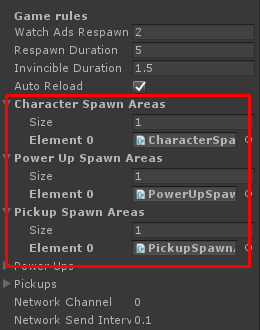 Game rules
Watch Ads Respawn 2
Respawn Duration 5
Invincible Duration 1.5
Auto Reload
Character Spawn Areas
Size 1
Element 0 CharacterSpa
Power Up Spawn Areas
Size 1
Element 0 PowerUpSpaw
Pickup Spawn Areas
Size 1
Element 0 PickupSpawn.
Power Ups
Pickups
Network Channel 0
Network Send Interv 0.1